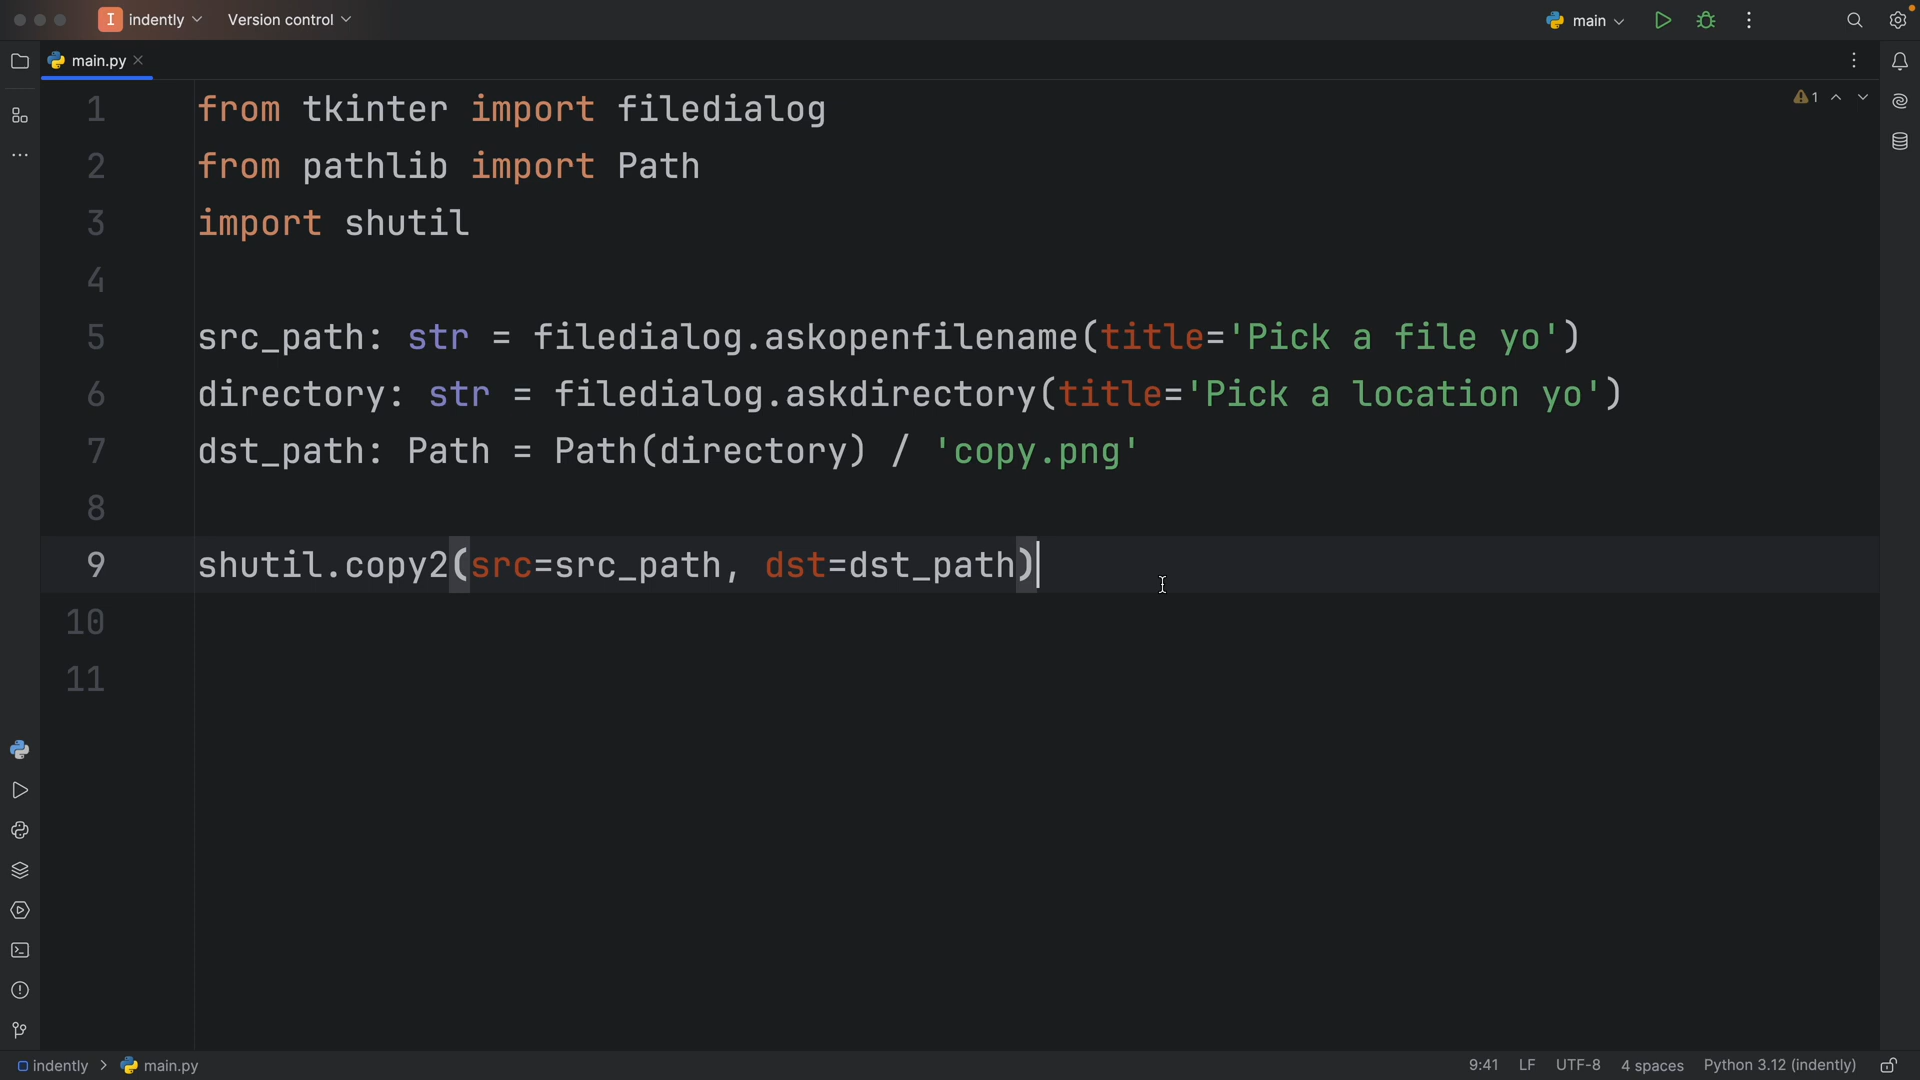 I indently Version control main
main.py
1 from tkinter import filedialog
1
2 from pathlib import Path
3 import shutil
4
5 src_path: str = filedialog.askopenfilename(title='Pick a file yo')
6 directory: str = filedialog.askdirectory(title='Pick a location yo')
7 dst_path: Path = Path(directory) / 'copy.png'
8
9 shutil.copy2(src=src_path, dst=dst_path)
10
11
indently > main.py 9:41 LF UTF-8 4 spaces Python 3.12 (indently)